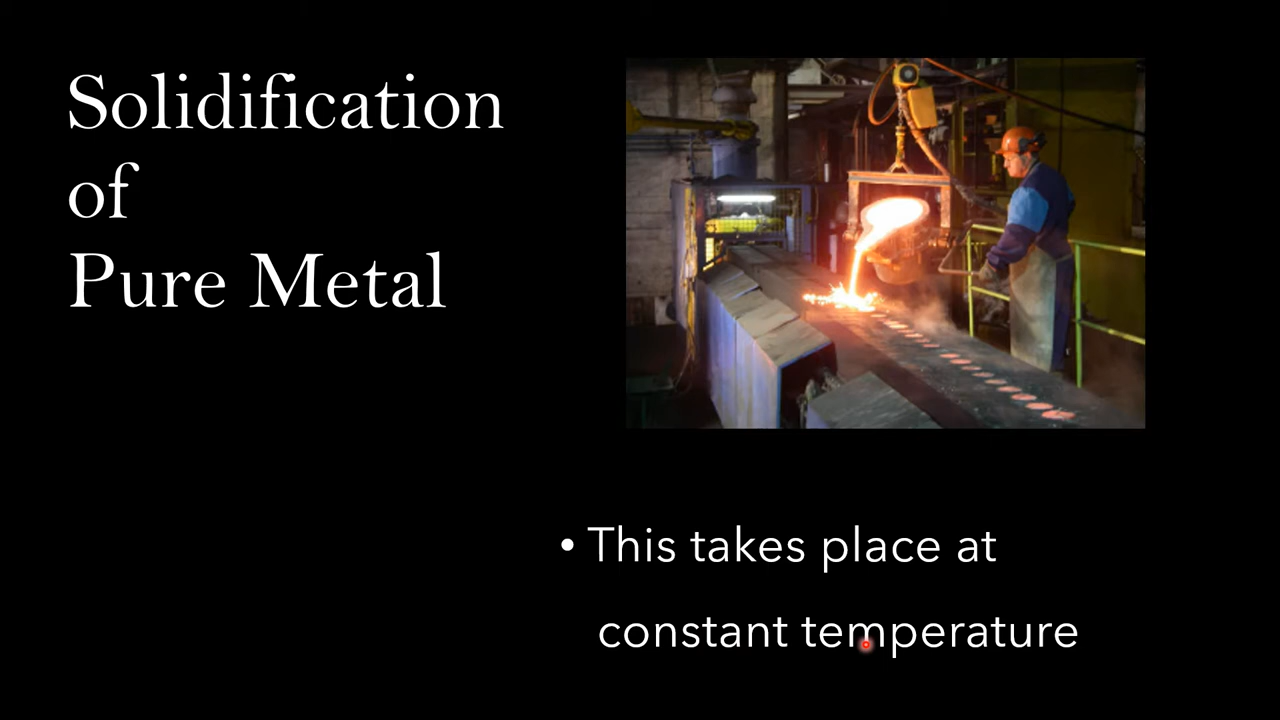 Solidification
of
Pure Metal
• This takes place at
constant temperature